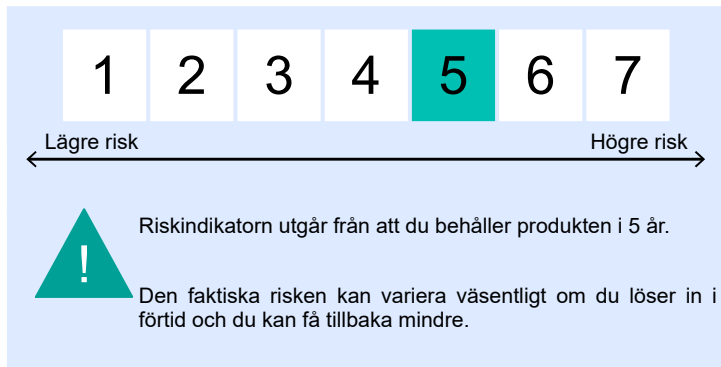 1 2 3 4 5 6 7
Lägre risk Högre risk
!
Riskindikatorn utgår från att du behåller produkten i 5 år.
Den faktiska risken kan variera väsentligt om du löser in i
förtid och du kan få tillbaka mindre.